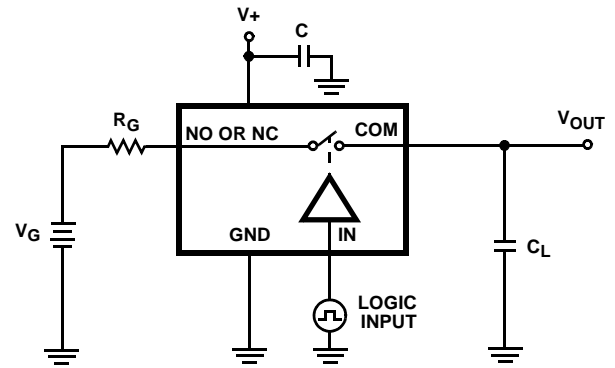 V+
C
RG
NO OR NC
COM
VOUT
VG
GND
IN
CL
LOGIC
INPUT